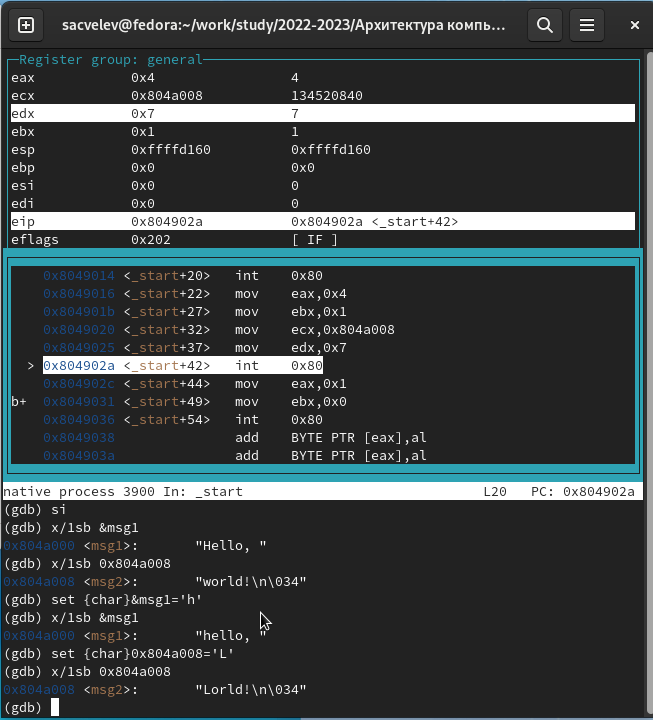 sacvelev@fedora:~/work/study/2022-2023/Архитектура компь...
Register group: general
eax 0x4 4
ecx 0x804a008 134520840
edx 0x7 7
ebx 0x1 1
esp 0xffffd160 0xffffd160
ebp 0x0 0x0
esi 0x0 0
edi 0x0 0
eip 0x804902a 0x804902a <_start+42>
eflags 0x202 [ IF ]
0x8049014 <_start+20> int 0x80
0x8049016 <_start+22> mov eax,0x4
0x804901b <_start+27> mov ebx,0x1
0x8049020 <_start+32> mov ecx,0x804a008
0x8049025 <_start+37> mov edx,0x7
> 0x804902a <_start+42> int 0x80
0x804902c <_start+44> mov eax,0x1
b+ 0x8049031 <_start+49> mov ebx,0x0
0x8049036 <_start+54> int 0x80
0x8049038 add BYTE PTR [eax],al
0x804903a add BYTE PTR [eax],al
native process 3900 In: _start L20 PC: 0x804902a
(gdb) si
(gdb) x/1sb &msg1
0x804a000 <msg1>: "Hello, "
(gdb) x/1sb 0x804a008
0x804a008 <msg2>: "world!\n\034"
(gdb) set {char}&msg1='h'
(gdb) x/1sb &msg1
0x804a000 <msg1>: "hello, "
(gdb) set {char}0x804a008='L'
(gdb) x/1sb 0x804a008
0x804a008 <msg2>: "Lorld!\n\034"
(gdb)